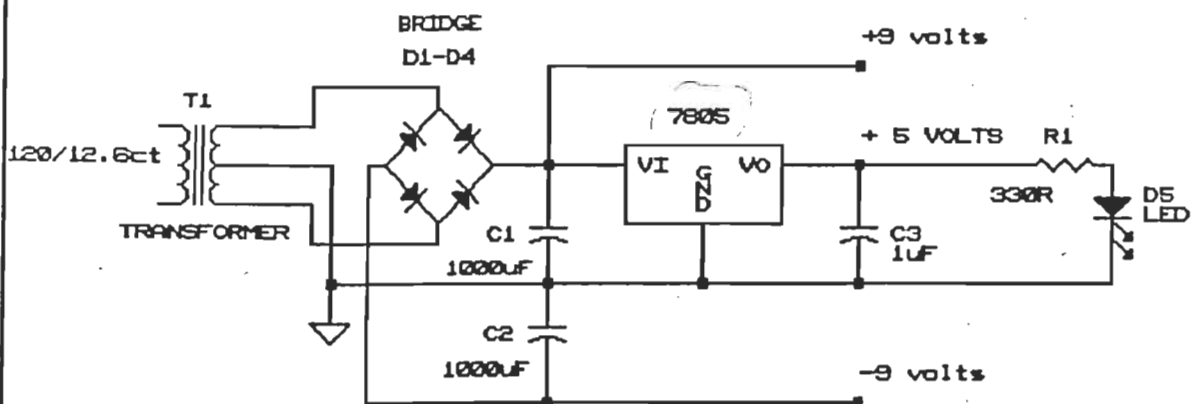 BRIDGE
D1-D4
+9 volts
T1
7805
120/12.6ct
+ 5 VOLTS
R1
VI
GND
VO
330R
D5
LED
TRANSFORMER
C1
1000uF
C3
1uF
C2
1000uF
-9 volts